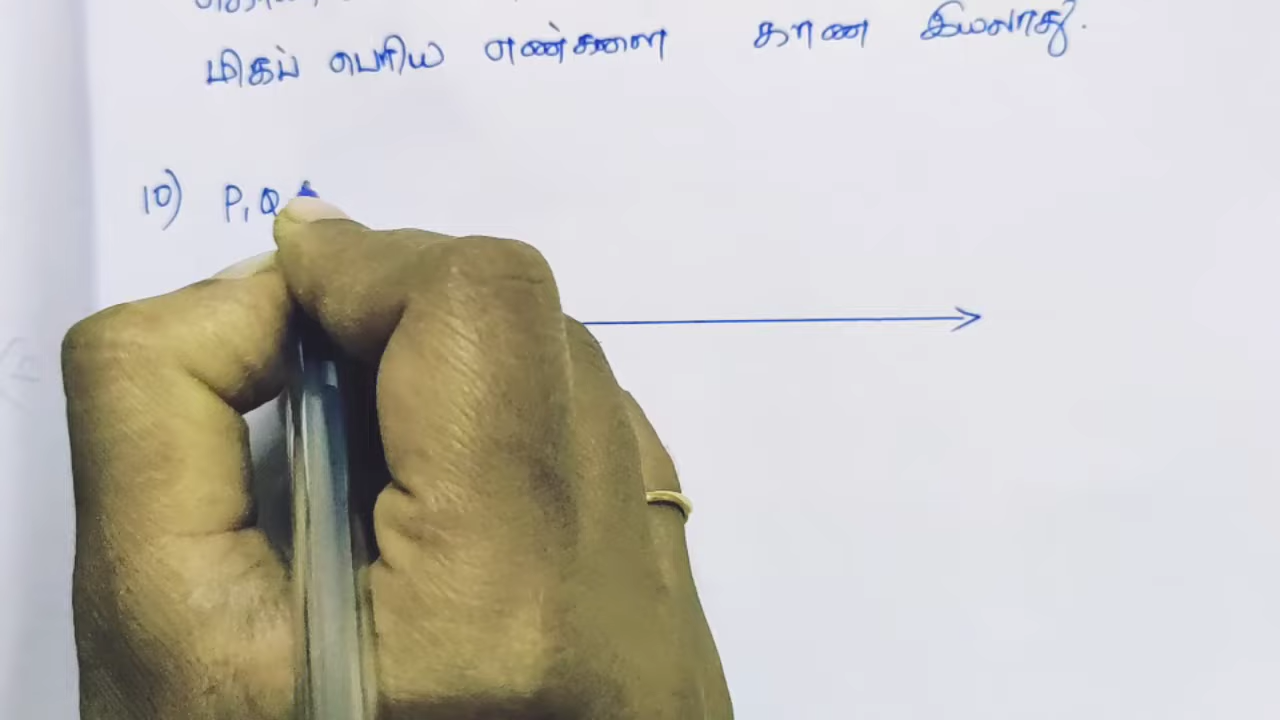 மிகப் பெரிய எண்களை காண இயலாது.
10) P, Q